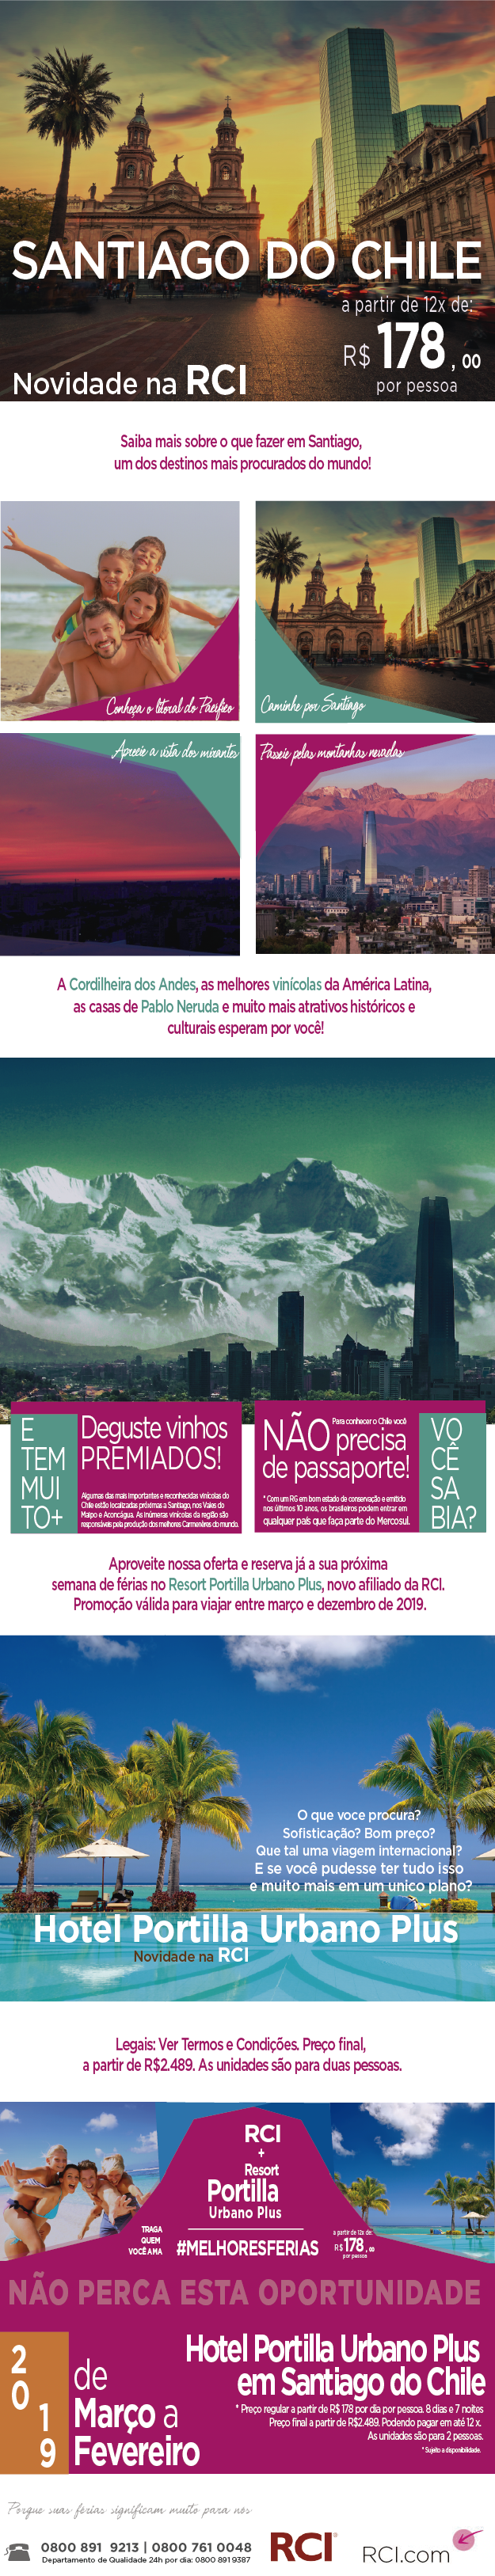 SANTIAGO DO CHILE
a partir de 12x de:
R$ 178,00
por pessoa
Novidade na RCI
Saiba mais sobre o que fazer em Santiago,
um dos destinos mais procurados do mundo!
Conheça o litoral do Pacífico
Caminhe por Santiago
Aprecie a vista dos mirantes
Passeie pelas montanhas nevadas
A Cordilheira dos Andes, as melhores vinícolas da América Latina,
as casas de Pablo Neruda e muito mais atrativos históricos e
culturais esperam por você!
E
TEM
MUI
TO+
Deguste vinhos
PREMIADOS!
Algumas das mais importantes e reconhecidas vinícolas do
Chile estão localizadas próximas a Santiago, nos Vales do
Maipo e Aconcágua. As inúmeras vinícolas da região são
responsáveis pela produção dos melhores Carmenères do mundo.
Para conhecer o Chile você
NÃO precisa
de passaporte!
* Com um RG em bom estado de conservação e emitido
nos últimos 10 anos, os brasileiros podem entrar em
qualquer país que faça parte do Mercosul.
VO
CÊ
SA
BIA?
Aproveite nossa oferta e reserva já a sua próxima
semana de férias no Resort Portilla Urbano Plus, novo afiliado da RCI.
Promoção válida para viajar entre março e dezembro de 2019.
O que voce procura?
Sofisticação? Bom preço?
Que tal uma viagem internacional?
E se você pudesse ter tudo isso
e muito mais em um unico plano?
Hotel Portilla Urbano Plus
Novidade na RCI
Legais: Ver Termos e Condições. Preço final,
a partir de R$2.489. As unidades são para duas pessoas.
RCI
+
Resort
Portilla
Urbano Plus
TRAGA
QUEM
VOCÊ AMA
#MELHORESFERIAS
a partir de 12x de:
R$ 178,00
por pessoa
NÃO PERCA ESTA OPORTUNIDADE
2019
de
Março a
Fevereiro
Hotel Portilla Urbano Plus
em Santiago do Chile
* Preço regular a partir de R$ 178 por dia por pessoa. 8 dias e 7 noites
Preço final a partir de R$2.489. Podendo pagar em até 12 x.
As unidades são para 2 pessoas.
* Sujeito a disponibilidade.
Porque suas férias significam muito para nós
0800 891 9213 | 0800 761 0048
Departamento de Qualidade 24h por dia: 0800 8919387
RCI®
RCI.com